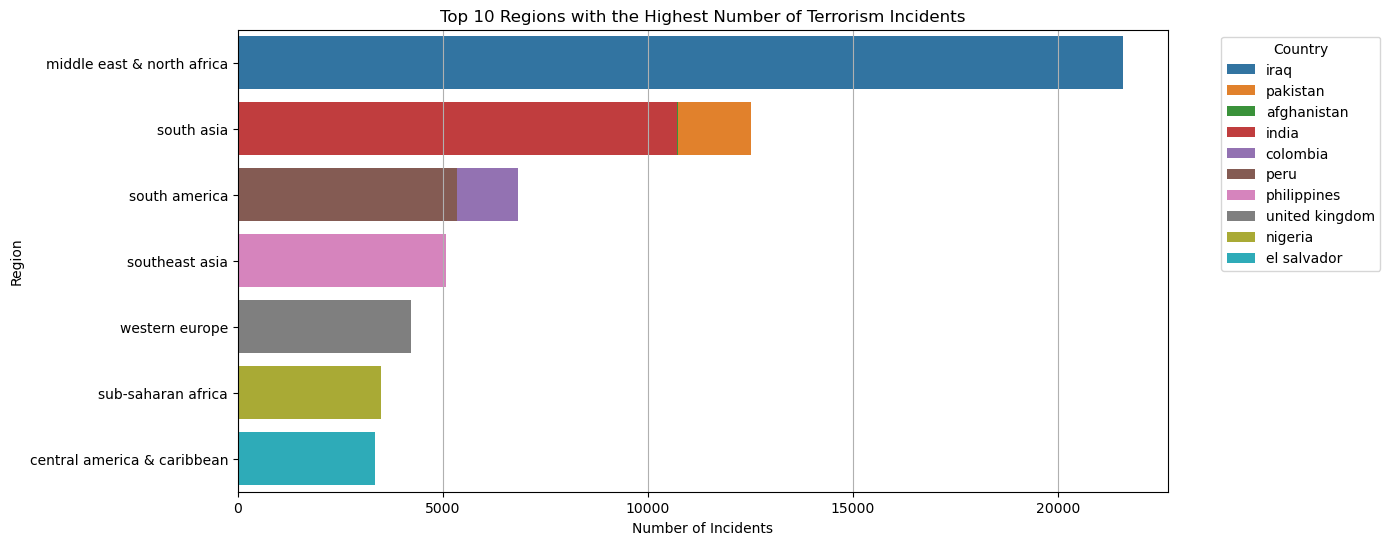 Top 10 Regions with the Highest Number of Terrorism Incidents
Region
middle east & north africa
south asia
south america
southeast asia
western europe
sub-saharan africa
central america & caribbean
0 5000 10000 15000 20000
Number of Incidents
Country
iraq
pakistan
afghanistan
india
colombia
peru
philippines
united kingdom
nigeria
el salvador